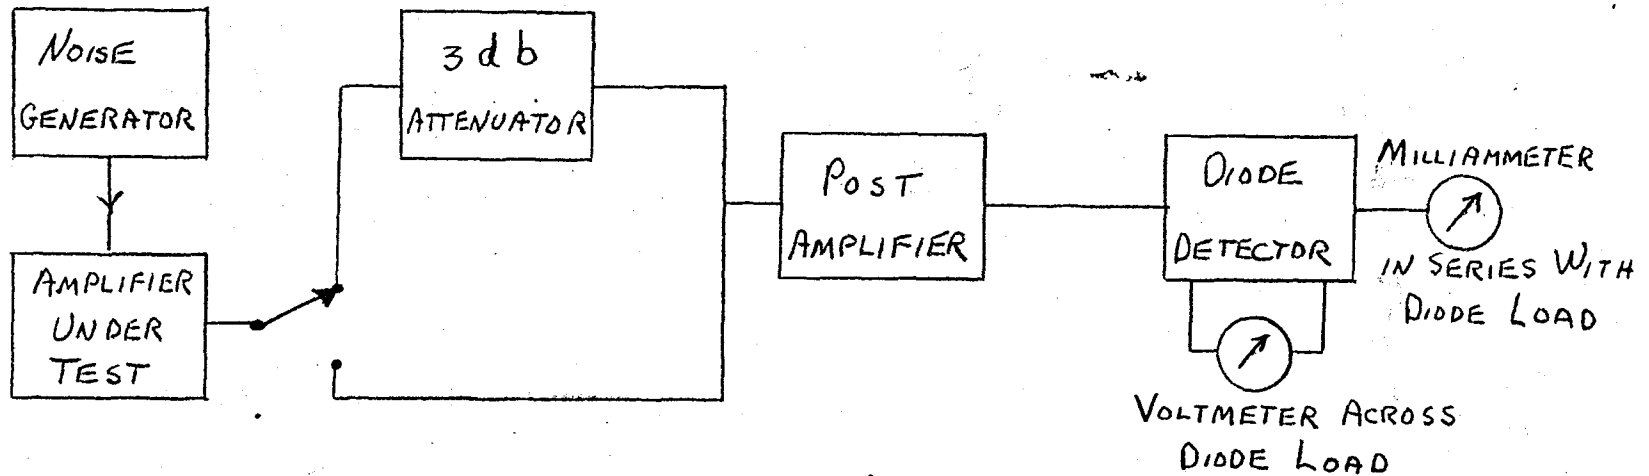 NOISE
GENERATOR
3 db
ATTENUATOR
AMPLIFIER
UNDER
TEST
POST
AMPLIFIER
DIODE
DETECTOR
MILLIAMMETER
IN SERIES WITH
DIODE LOAD
VOLTMETER ACROSS
DIODE LOAD